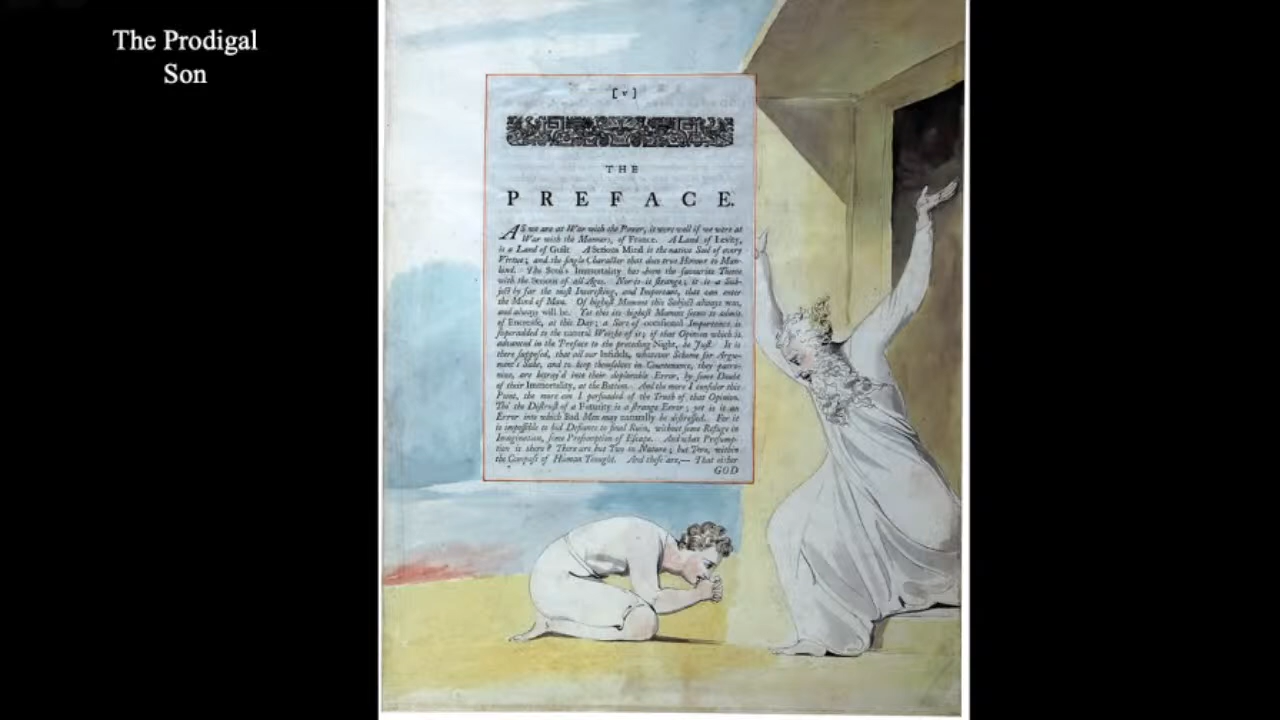 The Prodigal
Son
[v]
THE
PREFACE.
AS we are at War with the Power, it were well if we were at
War with the Manners, of France. A Land of Levity,
is a Land of Guilt. A Serious Mind is the native Soil of every
Virtue; and the single Character that does true Honour to Man-
kind. The Soul's Immortality has been the favourite Theme
with the Serious of all Ages. Nor is it strange; it is a Sub-
ject by far the most Interesting, and Important, that can enter
the Mind of Man. Of highest Moment this Subject always was,
and always will be. Yet this its highest Moment seems to admit
of Encrease, at this Day; a Sort of occasional Importance is
superadded to the natural Weight of it; if that Opinion which is
advanced in the Preface to the preceding Night, be Just. It is
there supposed, that all our Infidels, whatever Scheme for Argu-
ment's Sake, and to keep themselves in Countenance, they patro-
nize, are betray'd into their deplorable Error, by some Doubt
of their Immortality, at the Bottom. And the more I consider this
Point, the more am I persuaded of the Truth of that Opinion.
Tho' the Distrust of a Futurity is a strange Error; yet is it an
Error into which Bad Men may naturally be distressed. For it
is impossible to bid Defiance to final Ruin, without some Refuge in
Imagination, some Presumption of Escape. And what Presump-
tion is there? There are but Two in Nature; but Two, within
the Compass of Human Thought. And these are,— That either
GOD